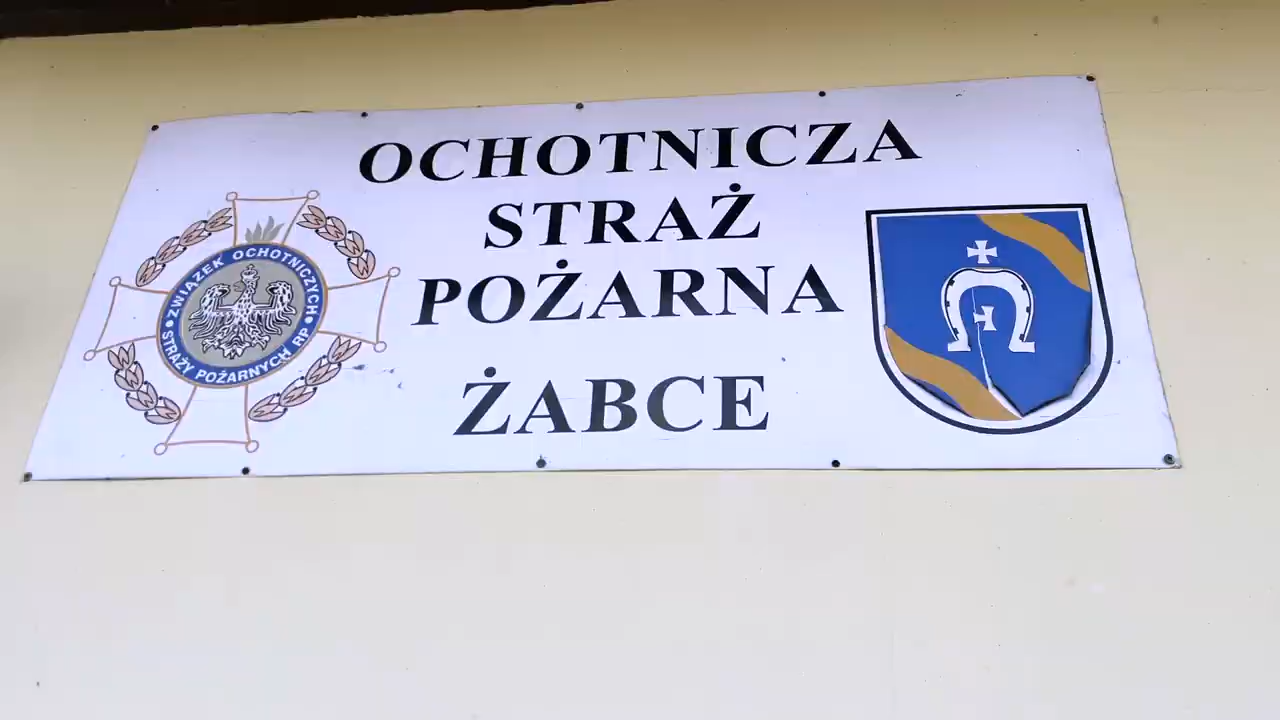 OCHOTNICZA
STRAŻ
POŻARNA
ŻABCE
ZWIĄZEK OCHOTNICZYCH
STRAŻY POŻARNYCH RP